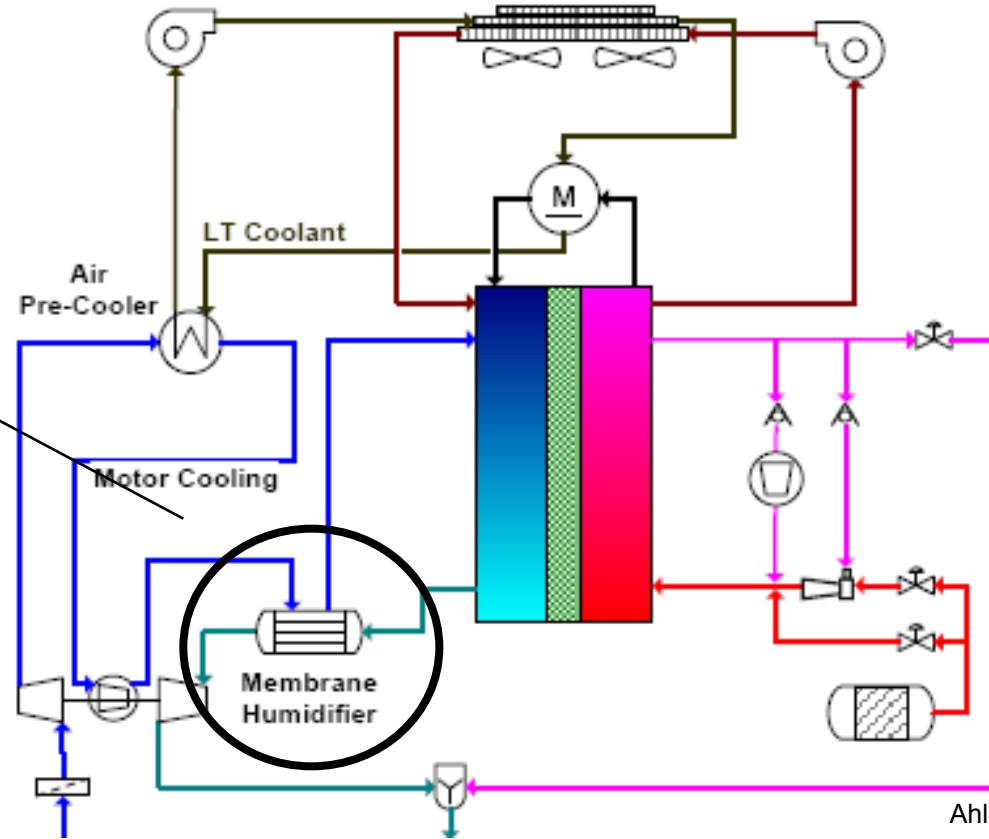 M
LT Coolant
Air
Pre-Cooler
Motor Cooling
Membrane
Humidifier
Ahl